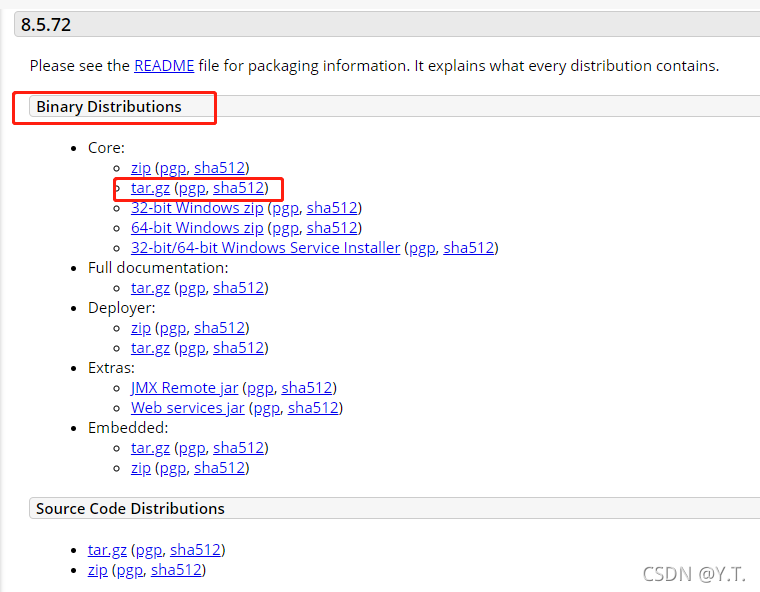 8.5.72
Please see the README file for packaging information. It explains what every distribution contains.
Binary Distributions
Core:
zip (pgp, sha512)
tar.gz (pgp, sha512)
32-bit Windows zip (pgp, sha512)
64-bit Windows zip (pgp, sha512)
32-bit/64-bit Windows Service Installer (pgp, sha512)
Full documentation:
tar.gz (pgp, sha512)
Deployer:
zip (pgp, sha512)
tar.gz (pgp, sha512)
Extras:
JMX Remote jar (pgp, sha512)
Web services jar (pgp, sha512)
Embedded:
tar.gz (pgp, sha512)
zip (pgp, sha512)
Source Code Distributions
tar.gz (pgp, sha512)
zip (pgp, sha512)
CSDN @Y.T.